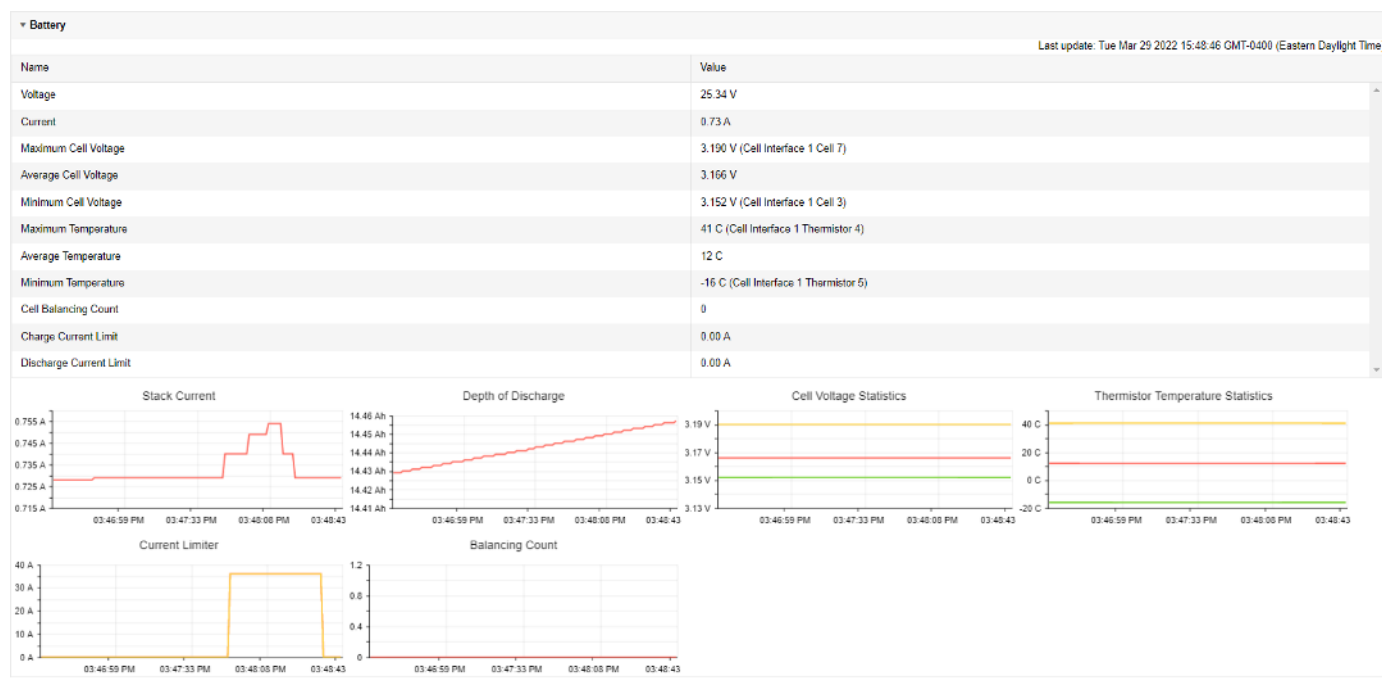 ▾ Battery
Last update: Tue Mar 29 2022 15:48:46 GMT-0400 (Eastern Daylight Time
Name Value
Voltage 25.34 V
Current 0.73 A
Maximum Cell Voltage 3.190 V (Cell Interface 1 Cell 7)
Average Cell Voltage 3.166 V
Minimum Cell Voltage 3.152 V (Cell Interface 1 Cell 3)
Maximum Temperature 41 C (Cell Interface 1 Thermistor 4)
Average Temperature 12 C
Minimum Temperature -16 C (Cell Interface 1 Thermistor 5)
Cell Balancing Count 0
Charge Current Limit 0.00 A
Discharge Current Limit 0.00 A
Stack Current
0.755 A
0.745 A
0.735 A
0.725 A
0.715 A
03:46:59 PM 03:47:33 PM 03:48:08 PM 03:48:43
Depth of Discharge
14.46 Ah
14.45 Ah
14.44 Ah
14.43 Ah
14.42 Ah
14.41 Ah
03:46:59 PM 03:47:33 PM 03:48:08 PM 03:48:43
Cell Voltage Statistics
3.19 V
3.17 V
3.15 V
3.13 V
03:46:59 PM 03:47:33 PM 03:48:08 PM 03:48:43
Thermistor Temperature Statistics
40 C
20 C
0 C
-20 C
03:46:59 PM 03:47:33 PM 03:48:08 PM 03:48:43
Current Limiter
40 A
30 A
20 A
10 A
0 A
03:46:59 PM 03:47:33 PM 03:48:08 PM 03:48:43
Balancing Count
1.2
0.8
0.4
0
03:46:59 PM 03:47:33 PM 03:48:08 PM 03:48:43